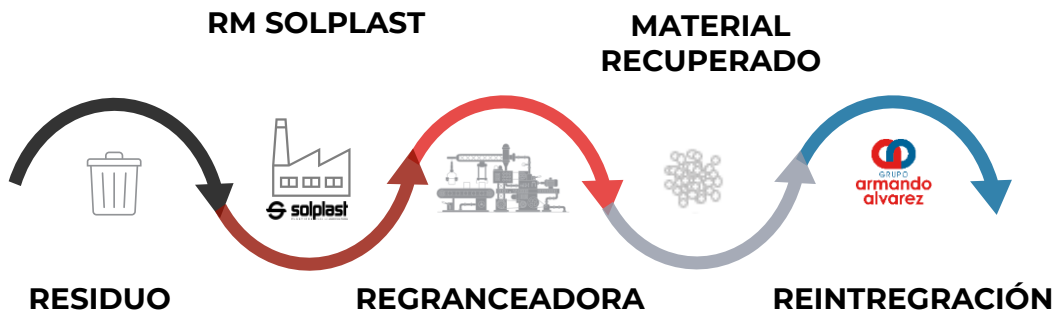 RM SOLPLAST
MATERIAL
RECUPERADO
solplast
GRUPO
armando
alvarez
RESIDUO
REGRANCEADORA
REINTREGRACIÓN